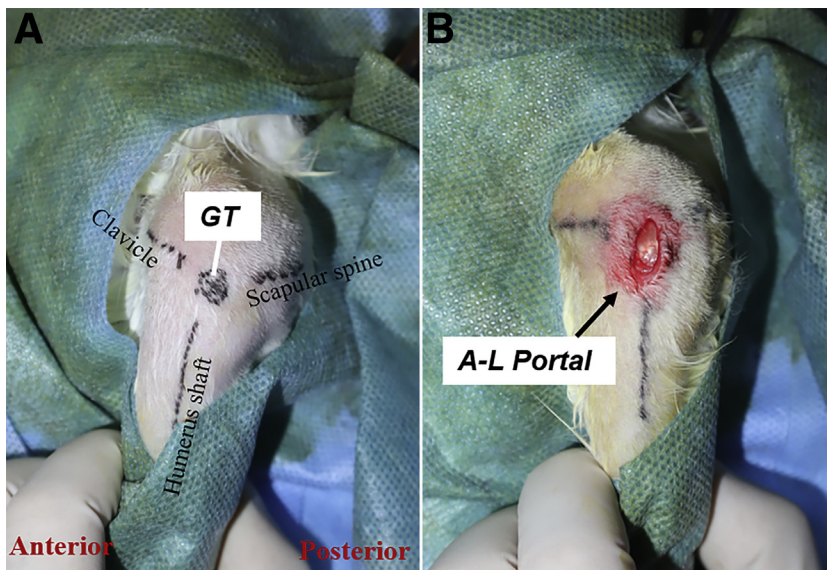 A
B
GT
Clavicle
Scapular spine
A-L Portal
Humerus shaft
Anterior
Posterior